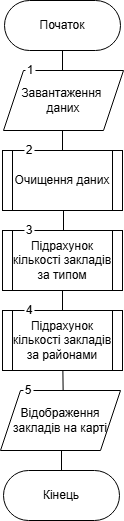 Початок
1
Завантаження
даних
2
Очищення даних
3
Підрахунок
кількості закладів
за типом
4
Підрахунок
кількості закладів
за районами
5
Відображення
закладів на карті
Кінець